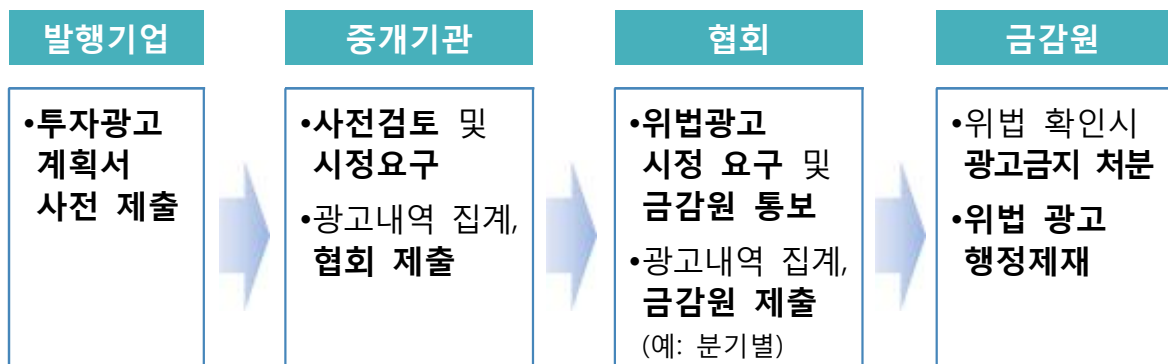 발행기업
•투자광고
계획서
사전 제출
중개기관
•사전검토 및
시정요구
•광고내역 집계,
협회 제출
협회
•위법광고
시정 요구 및
금감원 통보
•광고내역 집계,
금감원 제출
(예: 분기별)
금감원
•위법 확인시
광고금지 처분
•위법 광고
행정제재